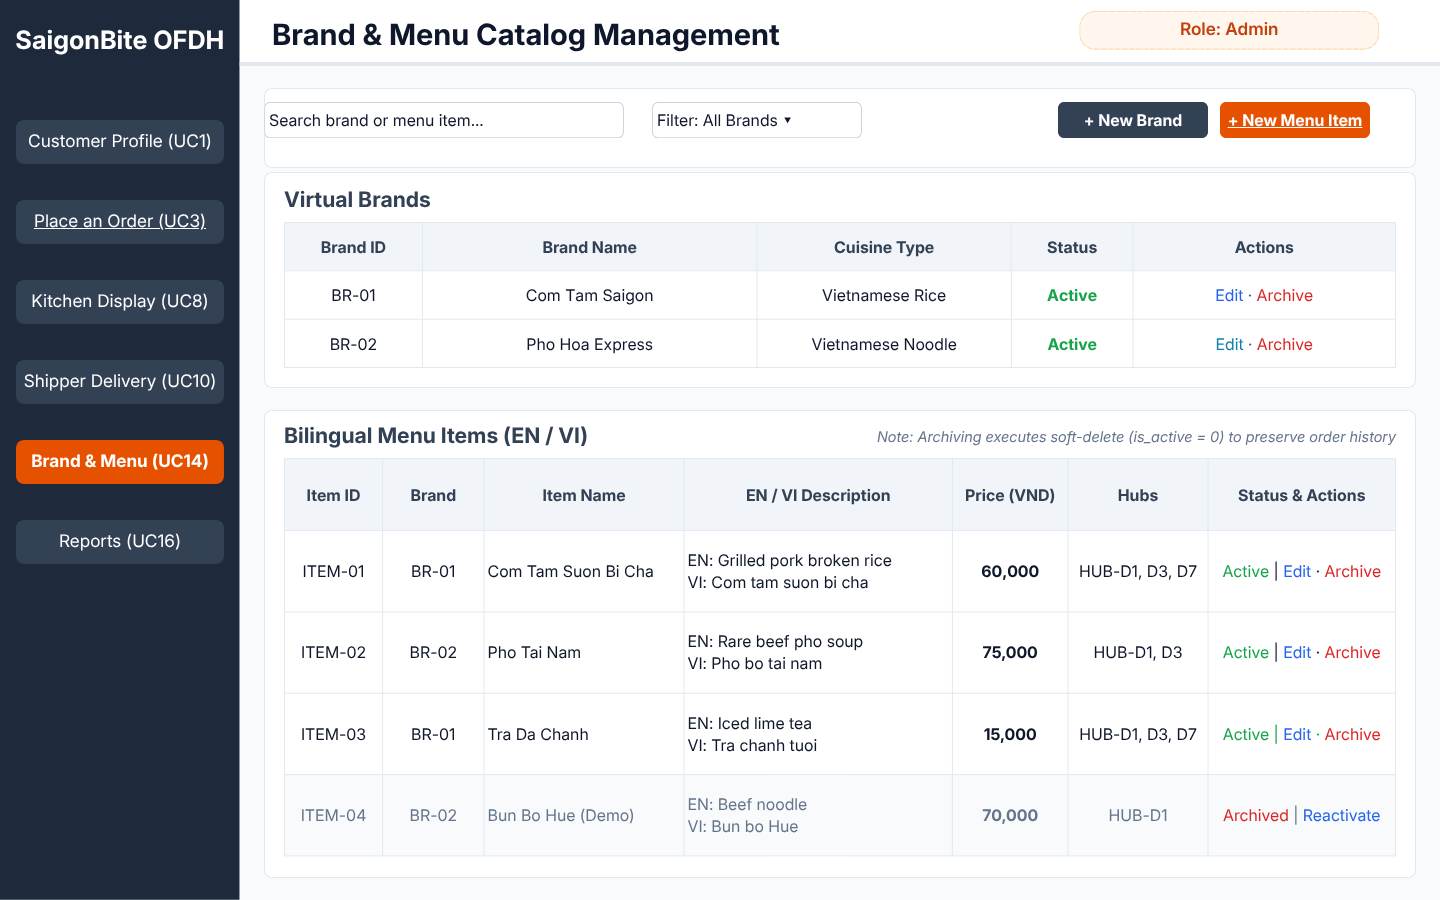 SaigonBite OFDH
Brand & Menu Catalog Management
Role: Admin
Customer Profile (UC1)
Place an Order (UC3)
Kitchen Display (UC8)
Shipper Delivery (UC10)
Brand & Menu (UC14)
Reports (UC16)
Search brand or menu item...
Filter: All Brands ▾
+ New Brand
+ New Menu Item
Virtual Brands
Brand ID Brand Name Cuisine Type Status Actions
BR-01 Com Tam Saigon Vietnamese Rice Active Edit · Archive
BR-02 Pho Hoa Express Vietnamese Noodle Active Edit · Archive
Bilingual Menu Items (EN / VI)
Note: Archiving executes soft-delete (is_active = 0) to preserve order history
Item ID Brand Item Name EN / VI Description Price (VND) Hubs Status & Actions
ITEM-01 BR-01 Com Tam Suon Bi Cha
EN: Grilled pork broken rice
VI: Com tam suon bi cha
60,000 HUB-D1, D3, D7 Active | Edit · Archive
ITEM-02 BR-02 Pho Tai Nam
EN: Rare beef pho soup
VI: Pho bo tai nam
75,000 HUB-D1, D3 Active | Edit · Archive
ITEM-03 BR-01 Tra Da Chanh
EN: Iced lime tea
VI: Tra chanh tuoi
15,000 HUB-D1, D3, D7 Active | Edit · Archive
ITEM-04 BR-02 Bun Bo Hue (Demo)
EN: Beef noodle
VI: Bun bo Hue
70,000 HUB-D1 Archived | Reactivate